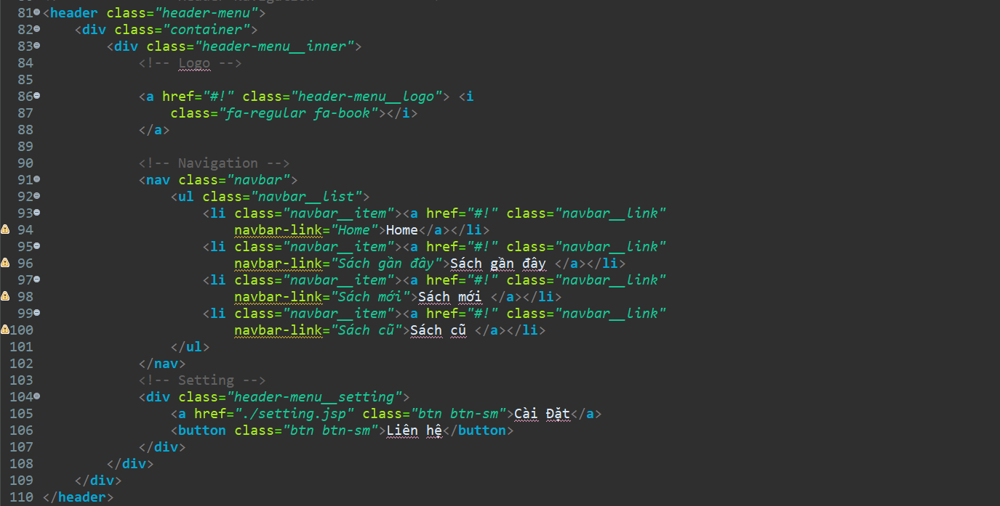 81 <header class="header-menu">
82     <div class="container">
83         <div class="header-menu__inner">
84             <!-- Logo -->
85
86             <a href="#!" class="header-menu__logo"> <i
87                 class="fa-regular fa-book"></i>
88             </a>
89
90             <!-- Navigation -->
91             <nav class="navbar">
92                 <ul class="navbar__list">
93                     <li class="navbar__item"><a href="#!" class="navbar__link"
94                         navbar-link="Home">Home</a></li>
95                     <li class="navbar__item"><a href="#!" class="navbar__link"
96                         navbar-link="Sách gần đây">Sách gần đây </a></li>
97                     <li class="navbar__item"><a href="#!" class="navbar__link"
98                         navbar-link="Sách mới">Sách mới </a></li>
99                     <li class="navbar__item"><a href="#!" class="navbar__link"
100                         navbar-link="Sách cũ">Sách cũ </a></li>
101                 </ul>
102             </nav>
103             <!-- Setting -->
104             <div class="header-menu__setting">
105                 <a href="./setting.jsp" class="btn btn-sm">Cài Đặt</a>
106                 <button class="btn btn-sm">Liên hệ</button>
107             </div>
108         </div>
109     </div>
110 </header>